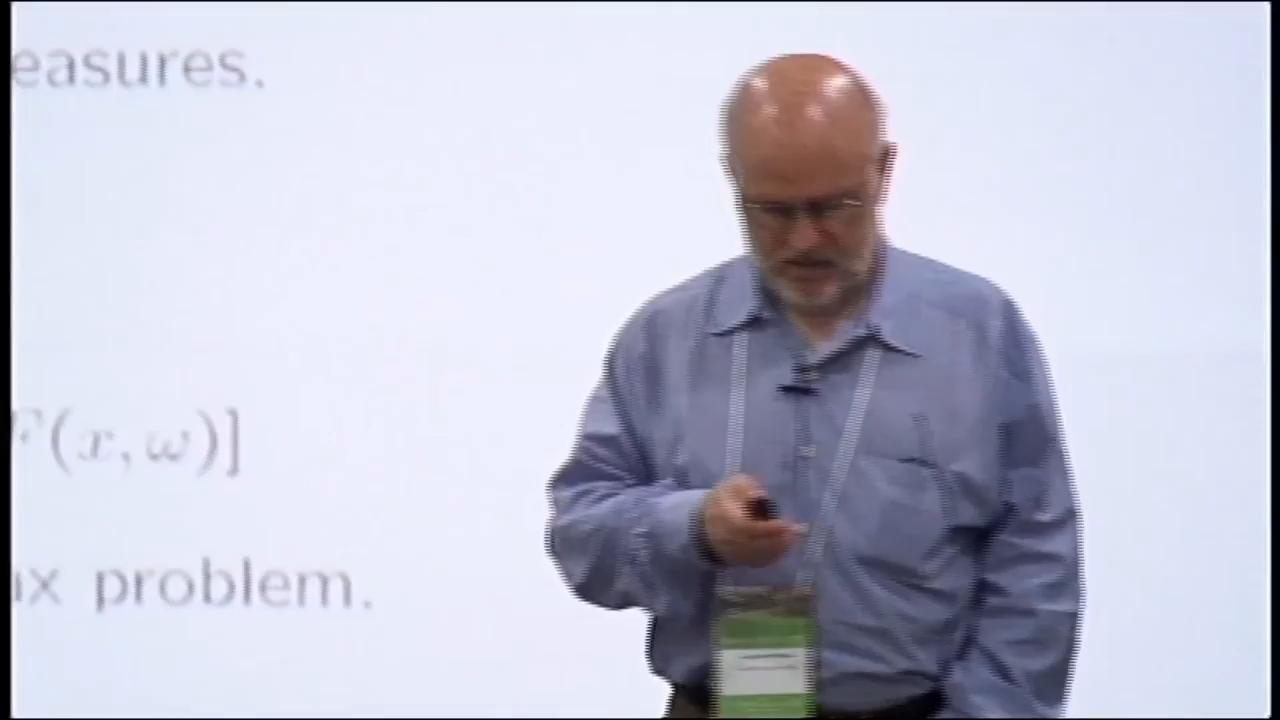 easures.
F(x, ω)]
x problem.